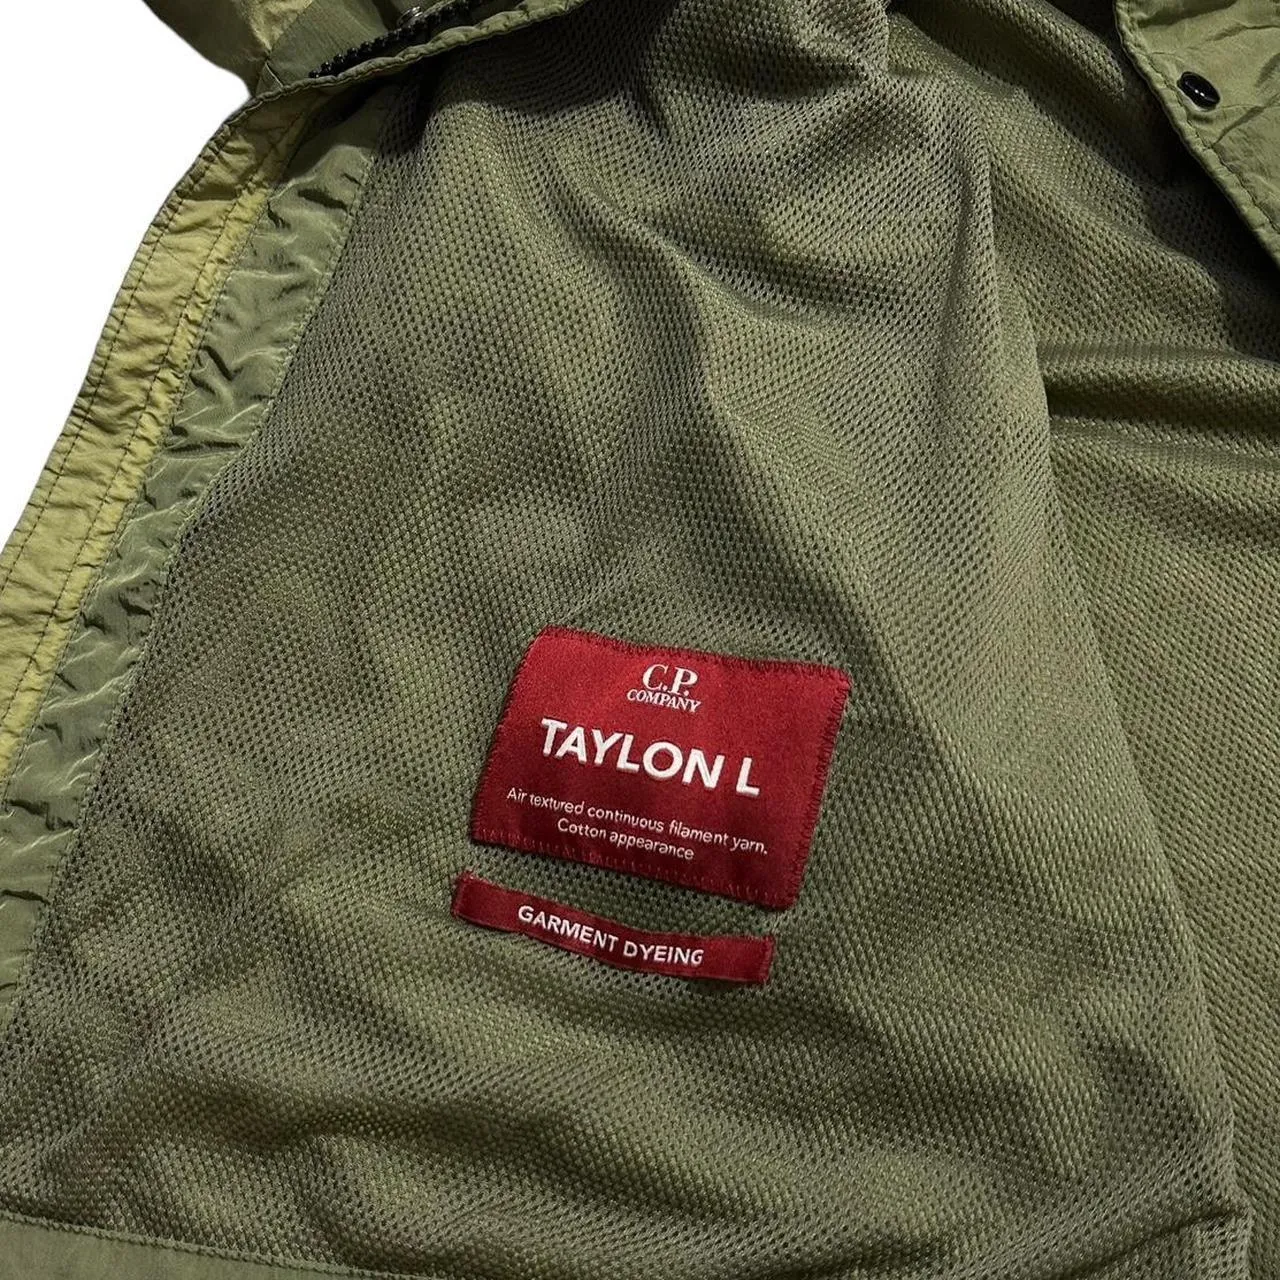 C.P.
COMPANY
TAYLON L
Air textured continuous filament yarn.
Cotton appearance
GARMENT DYEING